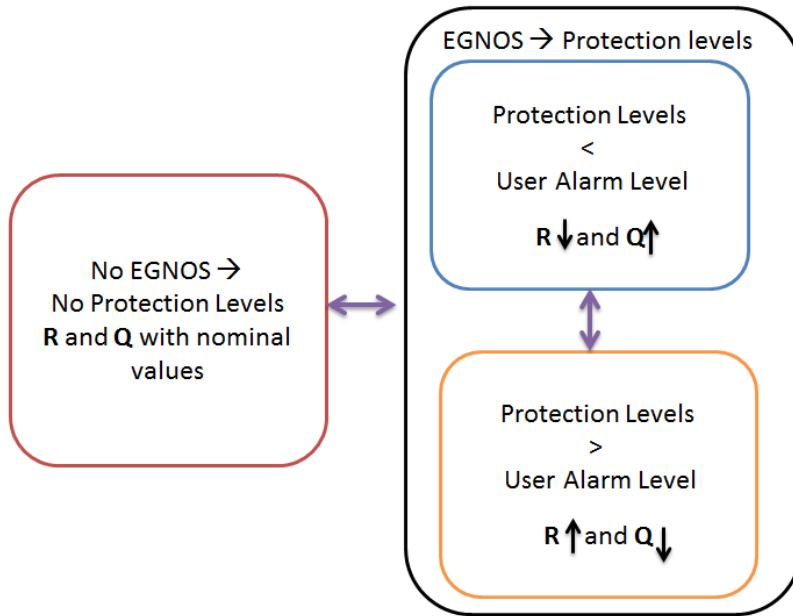 EGNOS → Protection levels
Protection Levels
<
User Alarm Level
R ↓ and Q ↑
No EGNOS →
No Protection Levels
R and Q with nominal
values
Protection Levels
>
User Alarm Level
R ↑ and Q ↓